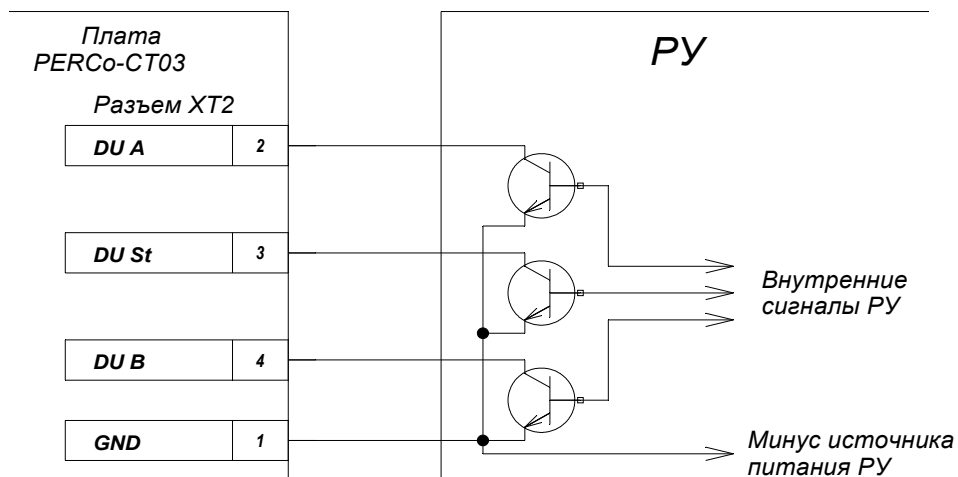 Плата
PERCo-CT03
РУ
Разъем XT2
DU A 2
DU St 3
DU B 4
GND 1
Внутренние
сигналы РУ
Минус источника
питания РУ